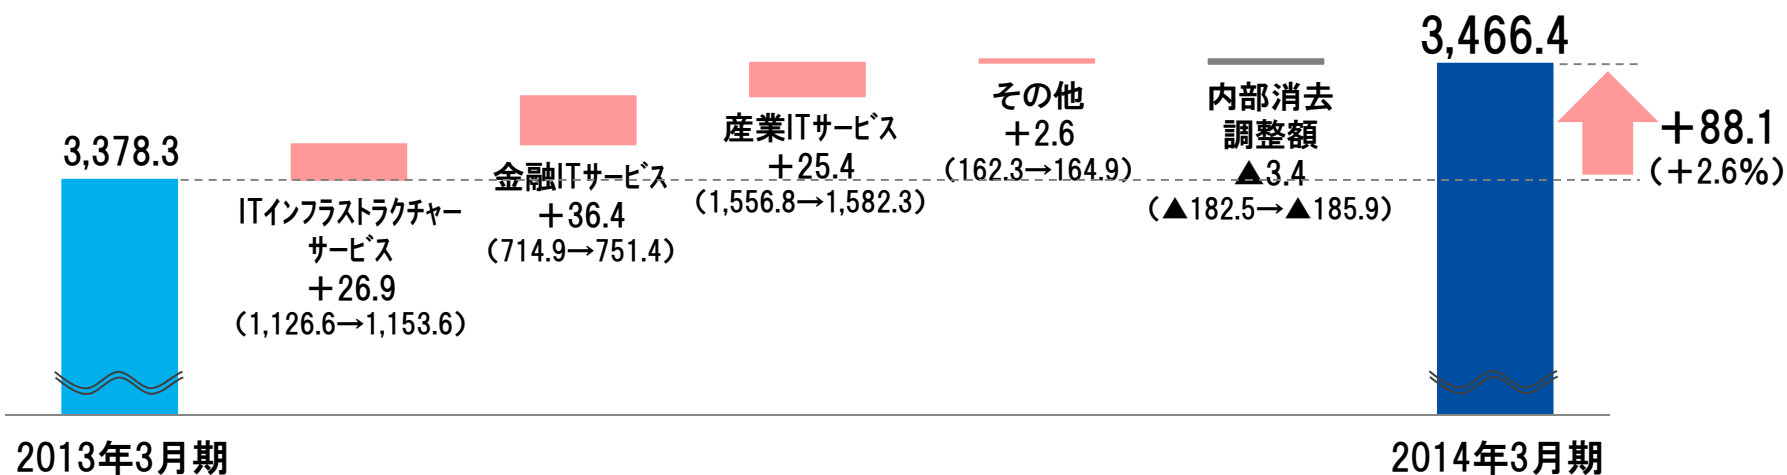 3,378.3
2013年3月期
ITインフラストラクチャー
サービス
＋26.9
（1,126.6→1,153.6）
金融ITサービス
＋36.4
（714.9→751.4）
産業ITサービス
＋25.4
（1,556.8→1,582.3）
その他
＋2.6
（162.3→164.9）
内部消去
調整額
▲3.4
（▲182.5→▲185.9）
3,466.4
2014年3月期
＋88.1
（＋2.6%）